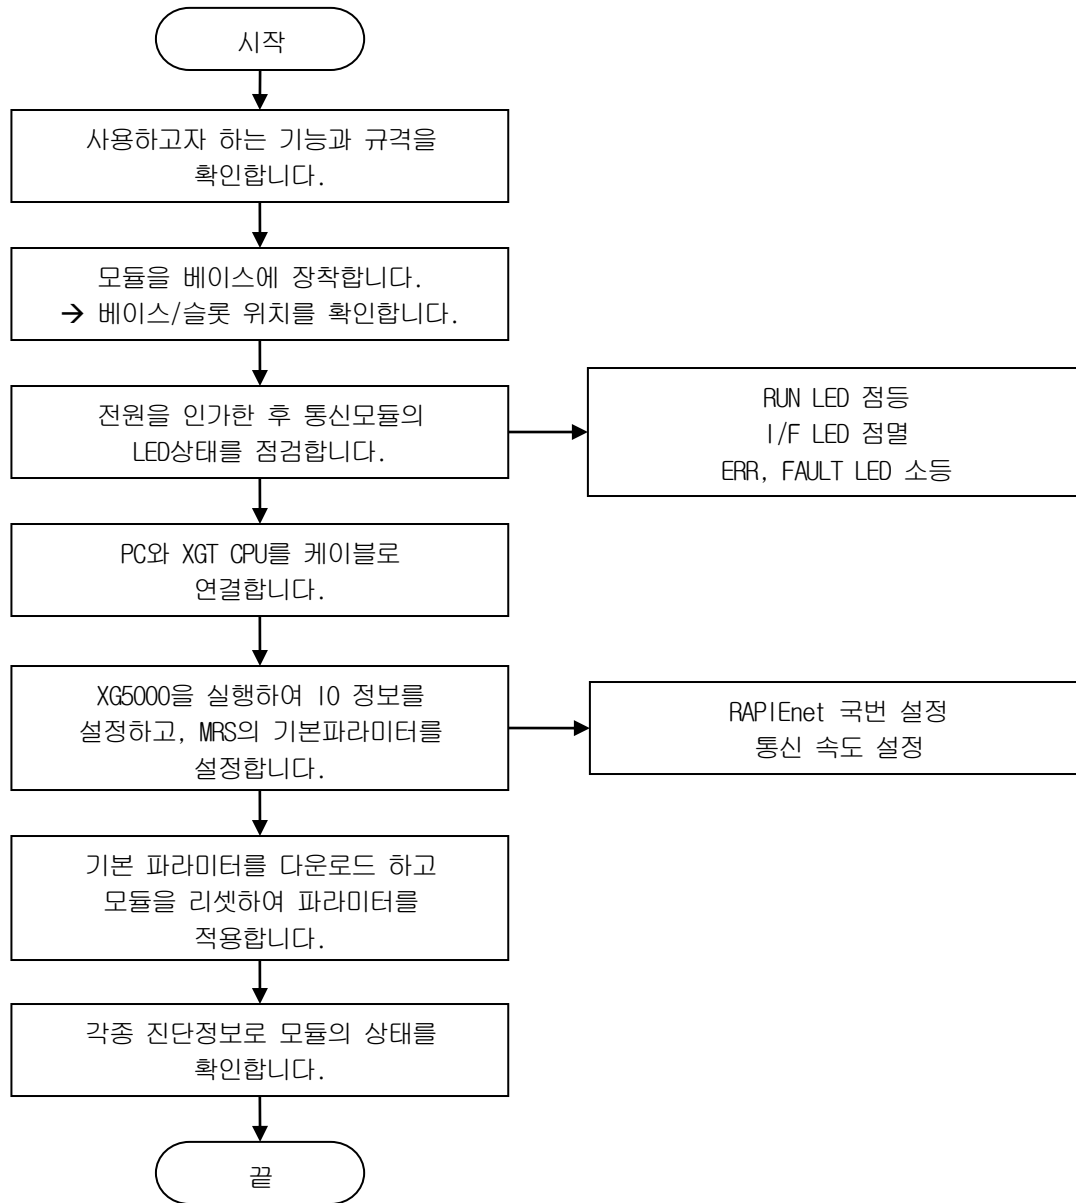 시작
사용하고자 하는 기능과 규격을
확인합니다.
모듈을 베이스에 장착합니다.
→ 베이스/슬롯 위치를 확인합니다.
전원을 인가한 후 통신모듈의
LED상태를 점검합니다.
RUN LED 점등
I/F LED 점멸
ERR, FAULT LED 소등
PC와 XGT CPU를 케이블로
연결합니다.
XG5000을 실행하여 IO 정보를
설정하고, MRS의 기본파라미터를
설정합니다.
RAPIEnet 국번 설정
통신 속도 설정
기본 파라미터를 다운로드 하고
모듈을 리셋하여 파라미터를
적용합니다.
각종 진단정보로 모듈의 상태를
확인합니다.
끝